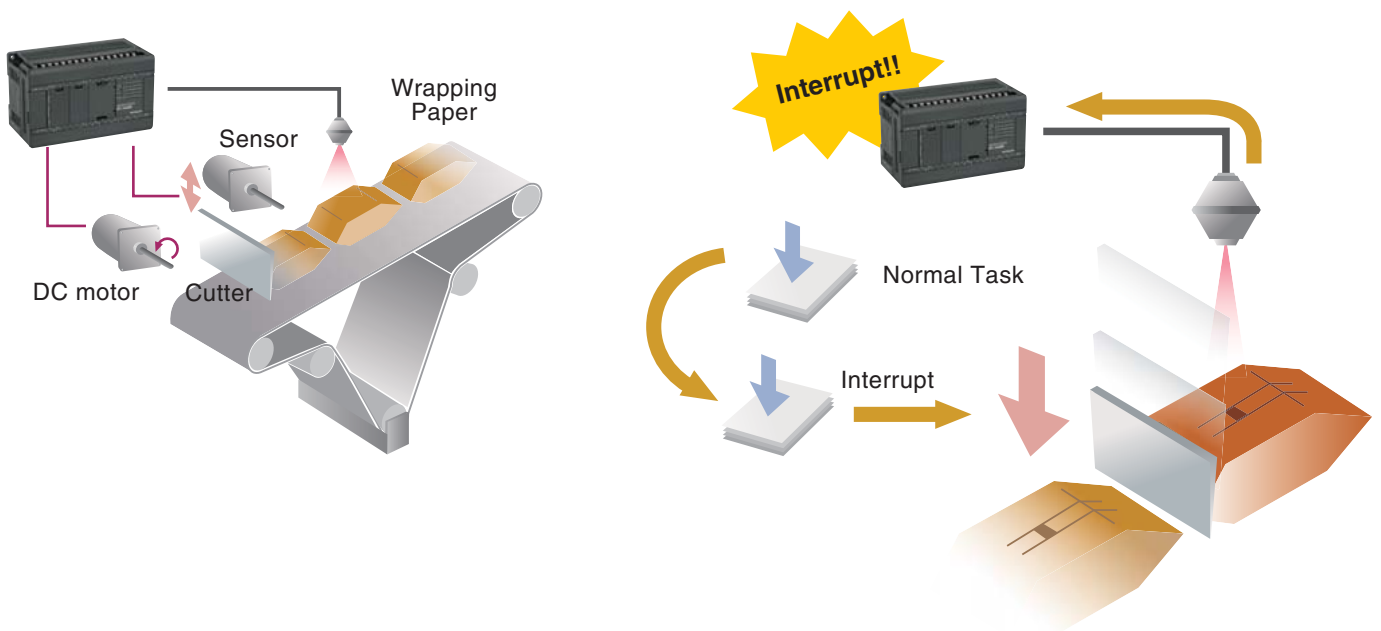 Wrapping
Paper
Sensor
DC motor
Cutter
Interrupt!!
Normal Task
Interrupt